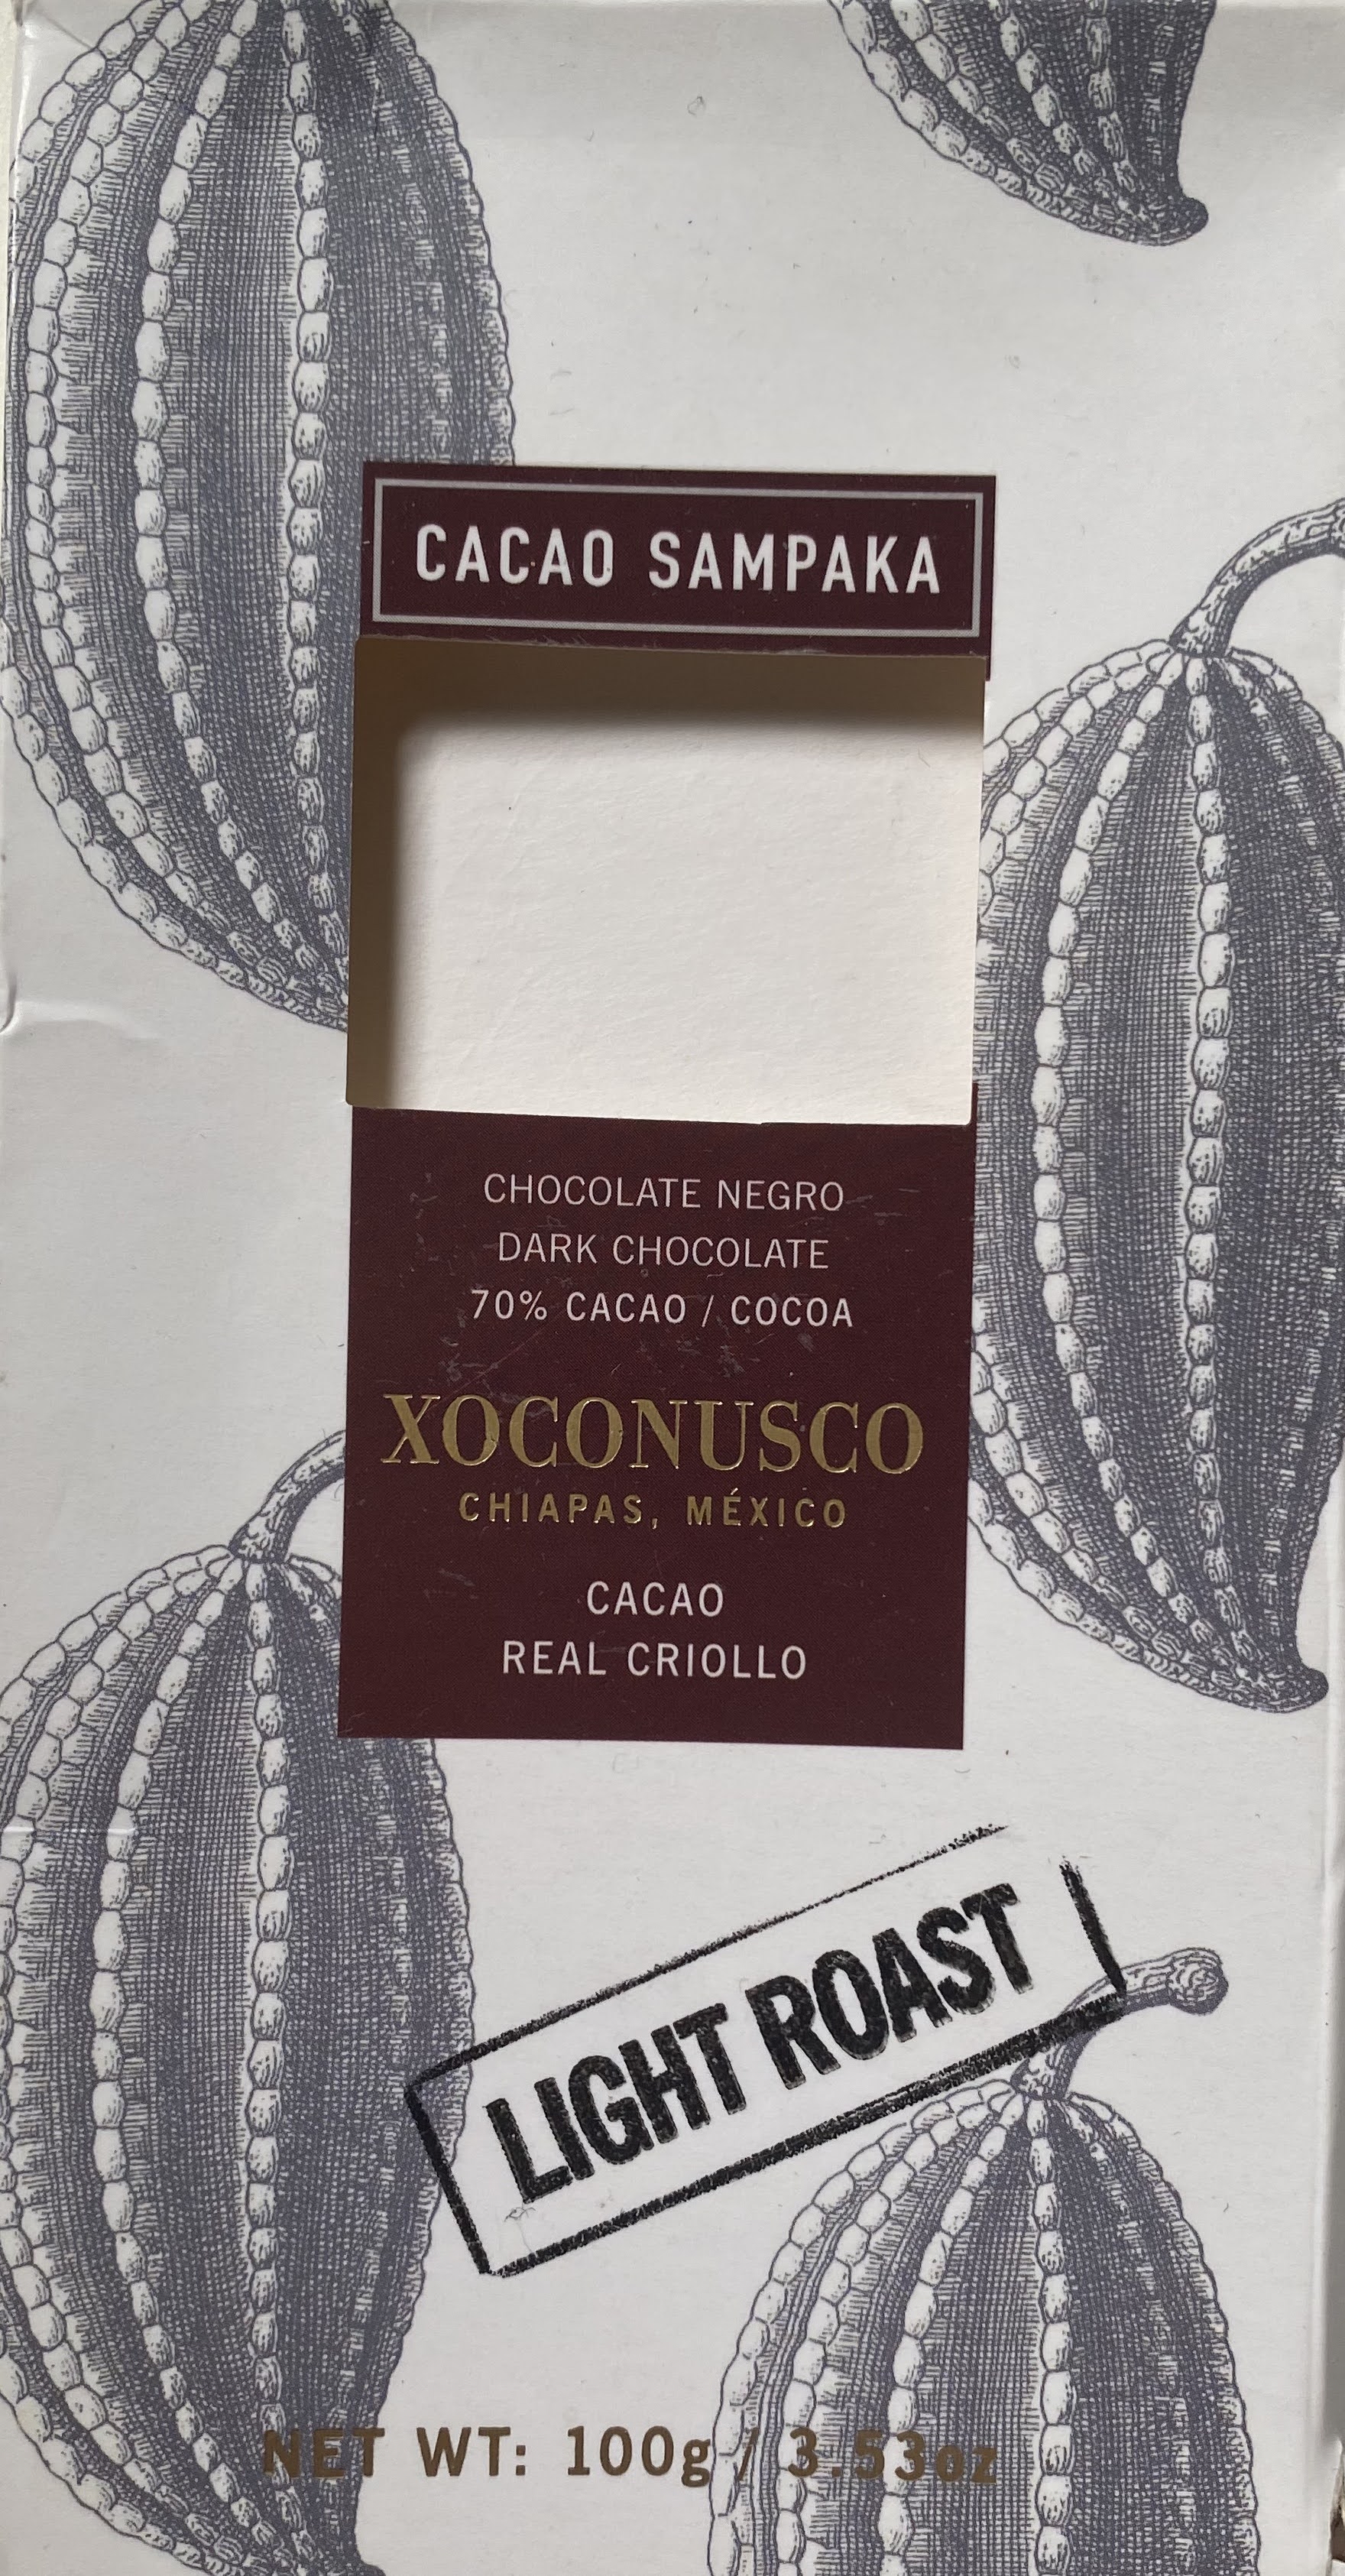 CACAO SAMPAKA
CHOCOLATE NEGRO
DARK CHOCOLATE
70% CACAO / COCOA
XOCONUSCO
CHIAPAS, MÉXICO
CACAO
REAL CRIOLLO
LIGHT ROAST
NET WT: 100g / 3.53oz